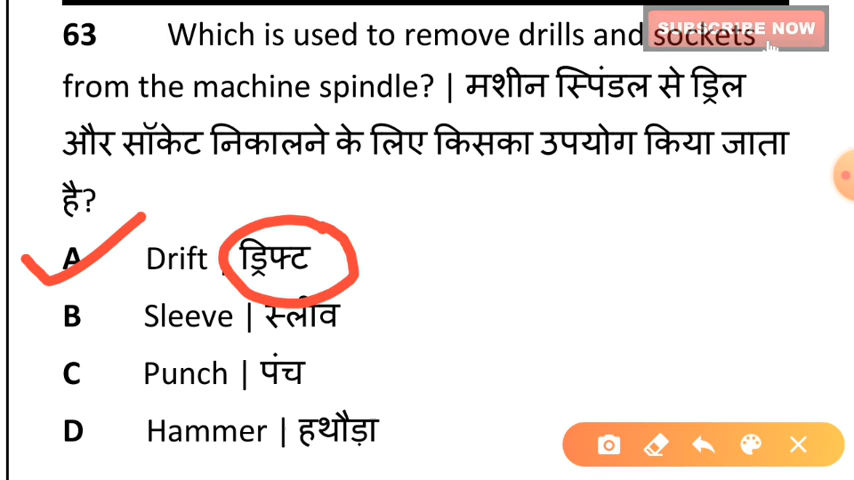 SUBSCRIBE NOW
63 Which is used to remove drills and sockets
from the machine spindle? | मशीन स्पिंडल से ड्रिल
और सॉकेट निकालने के लिए किसका उपयोग किया जाता
है?
A Drift | ड्रिफ्ट
B Sleeve | स्लीव
C Punch | पंच
D Hammer | हथौड़ा